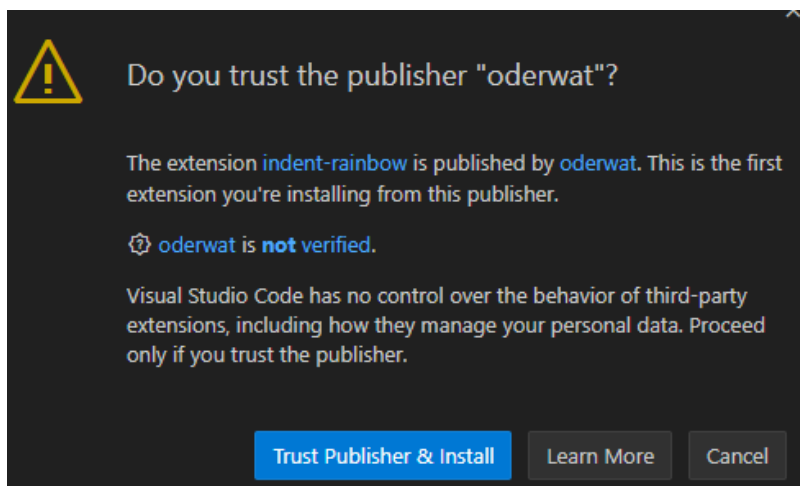 Do you trust the publisher "oderwat"?
The extension indent-rainbow is published by oderwat. This is the first
extension you're installing from this publisher.
oderwat is not verified.
Visual Studio Code has no control over the behavior of third-party
extensions, including how they manage your personal data. Proceed
only if you trust the publisher.
Trust Publisher & Install Learn More Cancel